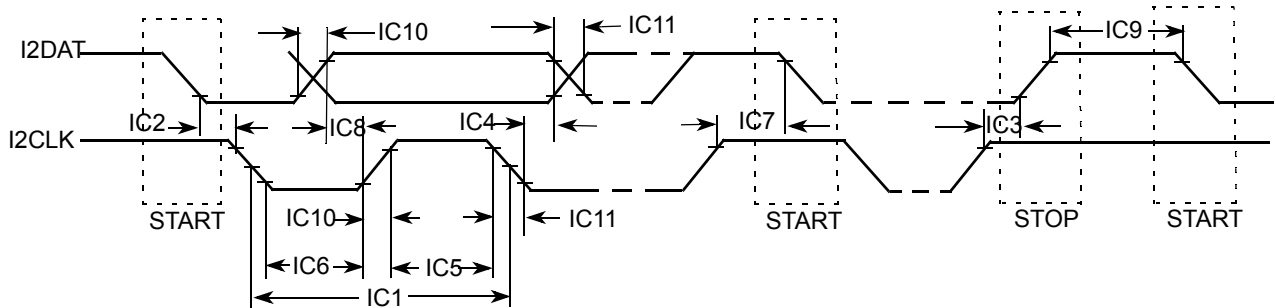 IC10 IC11 IC9
I2DAT
IC2 IC8 IC4 IC7 IC3
I2CLK
START IC10 IC11 START STOP START
IC6 IC5
IC1